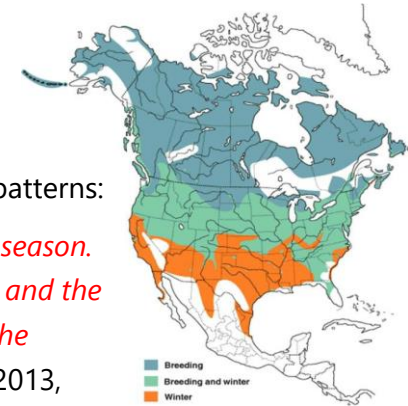 patterns:
season.
and the
he
2013,
Breeding
Breeding and winter
Winter